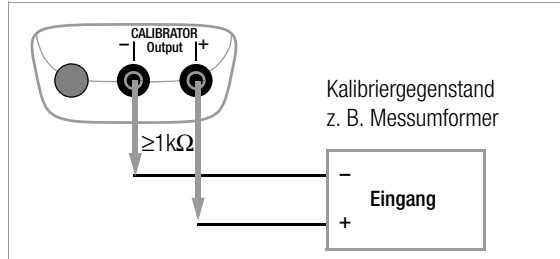 CALIBRATOR
– Output +
≥1kΩ
Kalibriergegenstand
z. B. Messumformer
–
Eingang
+